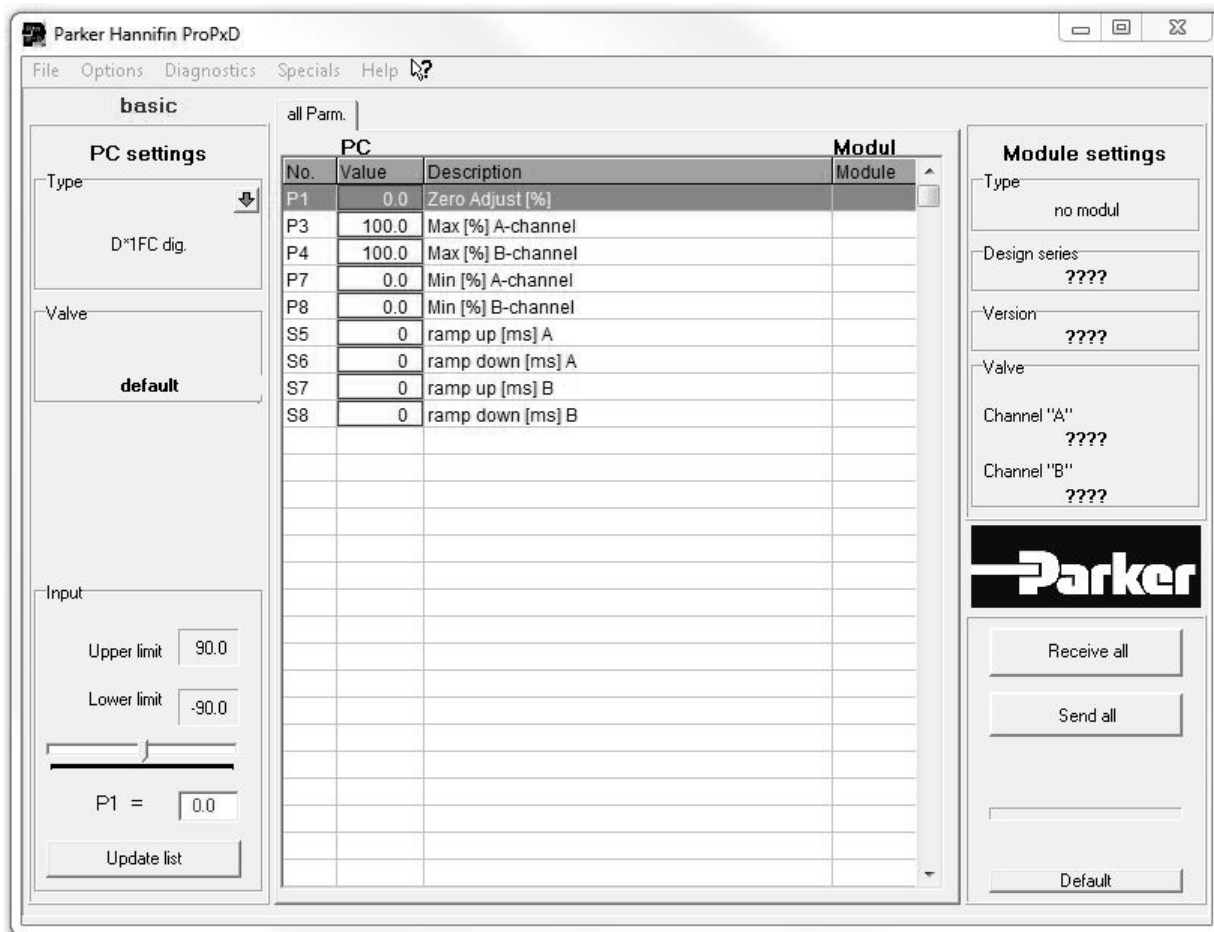 Parker Hannifin ProPxD
File Options Diagnostics Specials Help ?
basic
PC settings
Type
D*1FC dig.
Valve
default
Input
Upper limit 90.0
Lower limit -90.0
P1 = 0.0
Update list
all Parm.
PC Modul
No. Value Description Module
P1 0.0 Zero Adjust [%]
P3 100.0 Max [%] A-channel
P4 100.0 Max [%] B-channel
P7 0.0 Min [%] A-channel
P8 0.0 Min [%] B-channel
S5 0 ramp up [ms] A
S6 0 ramp down [ms] A
S7 0 ramp up [ms] B
S8 0 ramp down [ms] B
Module settings
Type
no modul
Design series
????
Version
????
Valve
Channel "A"
????
Channel "B"
????
Parker
Receive all
Send all
Default